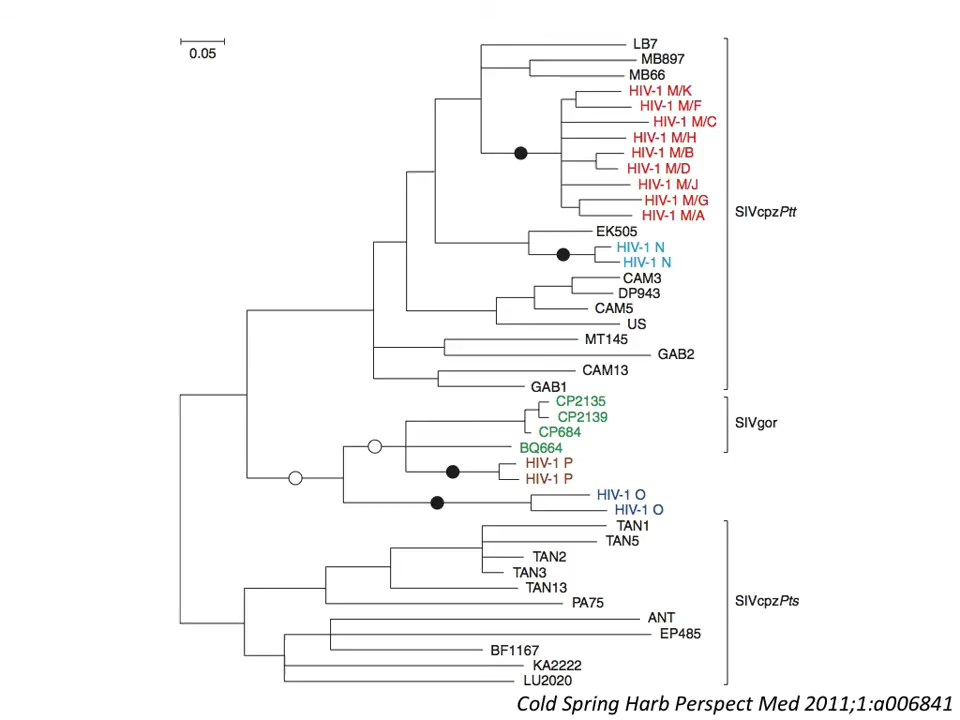 0.05
LB7
MB897
MB66
HIV-1 M/K
HIV-1 M/F
HIV-1 M/C
HIV-1 M/H
HIV-1 M/B
HIV-1 M/D
HIV-1 M/J
HIV-1 M/G
SIVcpzPtt
HIV-1 M/A
EK505
HIV-1 N
HIV-1 N
CAM3
DP943
CAM5
US
MT145
GAB2
CAM13
GAB1
CP2135
CP2139
SIVgor
CP684
BQ664
HIV-1 P
HIV-1 P
HIV-1 O
HIV-1 O
TAN1
TAN5
TAN2
TAN3
TAN13
SIVcpzPts
PA75
ANT
EP485
BF1167
KA2222
LU2020
Cold Spring Harb Perspect Med 2011;1:a006841